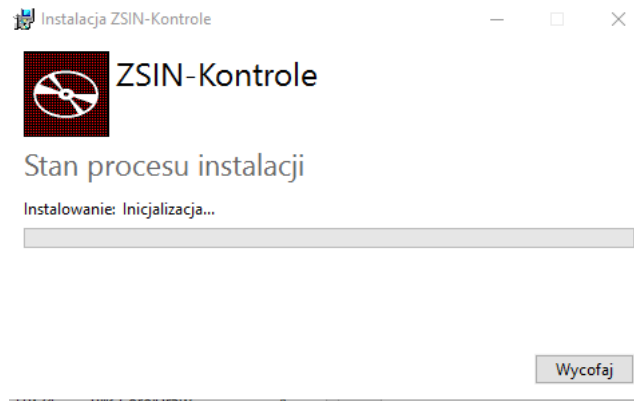 Instalacja ZSIN-Kontrole
ZSIN-Kontrole
Stan procesu instalacji
Instalowanie: Inicjalizacja...
Wycofaj